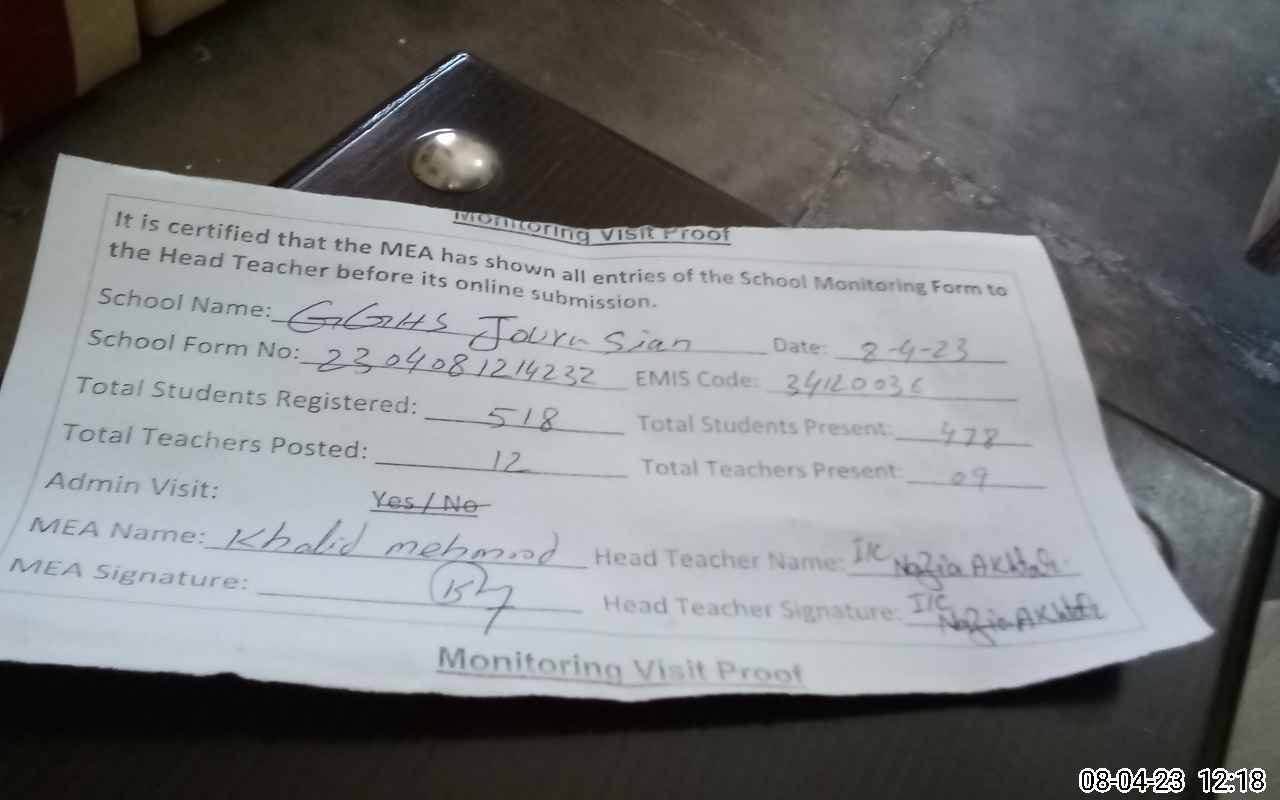 Monitoring Visit Proof
It is certified that the MEA has shown all entries of the School Monitoring Form to
the Head Teacher before its online submission.
School Name: GGHS Jouru Sian Date: 8-4-23
School Form No: 2304081214232 EMIS Code: 34120036
Total Students Registered: 518 Total Students Present: 478
Total Teachers Posted: 12 Total Teachers Present: 09
Admin Visit: Yes / No
MEA Name: Khalid mehmood Head Teacher Name: I/C Nazia Akhtar
MEA Signature: Head Teacher Signature: I/C Nazia Akhtar
Monitoring Visit Proof
08-04-23 12:18